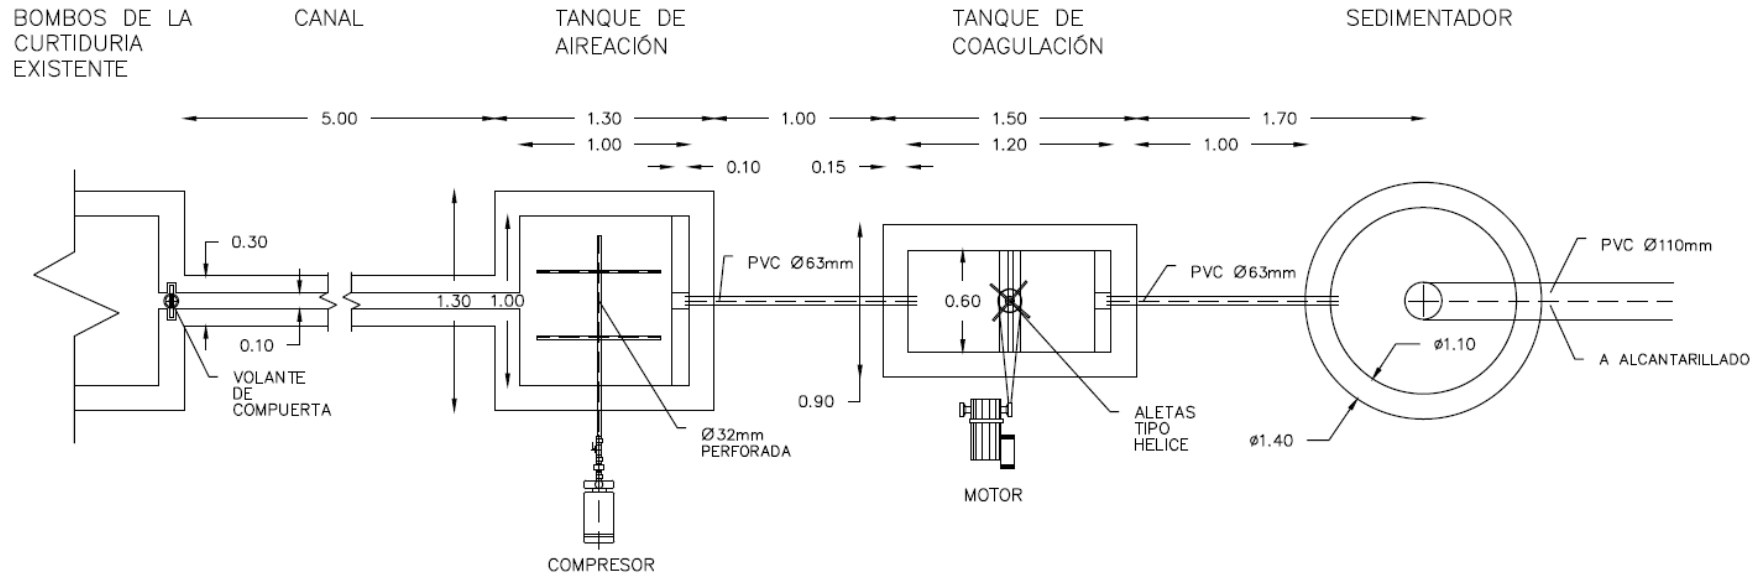 BOMBOS DE LA
CURTIDURIA
EXISTENTE
CANAL
TANQUE DE
AIREACIÓN
TANQUE DE
COAGULACIÓN
SEDIMENTADOR
5.00
1.30
1.00
1.50
1.70
1.00
1.20
1.00
0.10
0.15
0.30
0.10
1.30
1.00
VOLANTE
DE
COMPUERTA
PVC Ø63mm
Ø32mm
PERFORADA
COMPRESOR
0.60
0.90
MOTOR
ALETAS
TIPO
HELICE
PVC Ø63mm
ø1.10
ø1.40
PVC Ø110mm
A ALCANTARILLADO